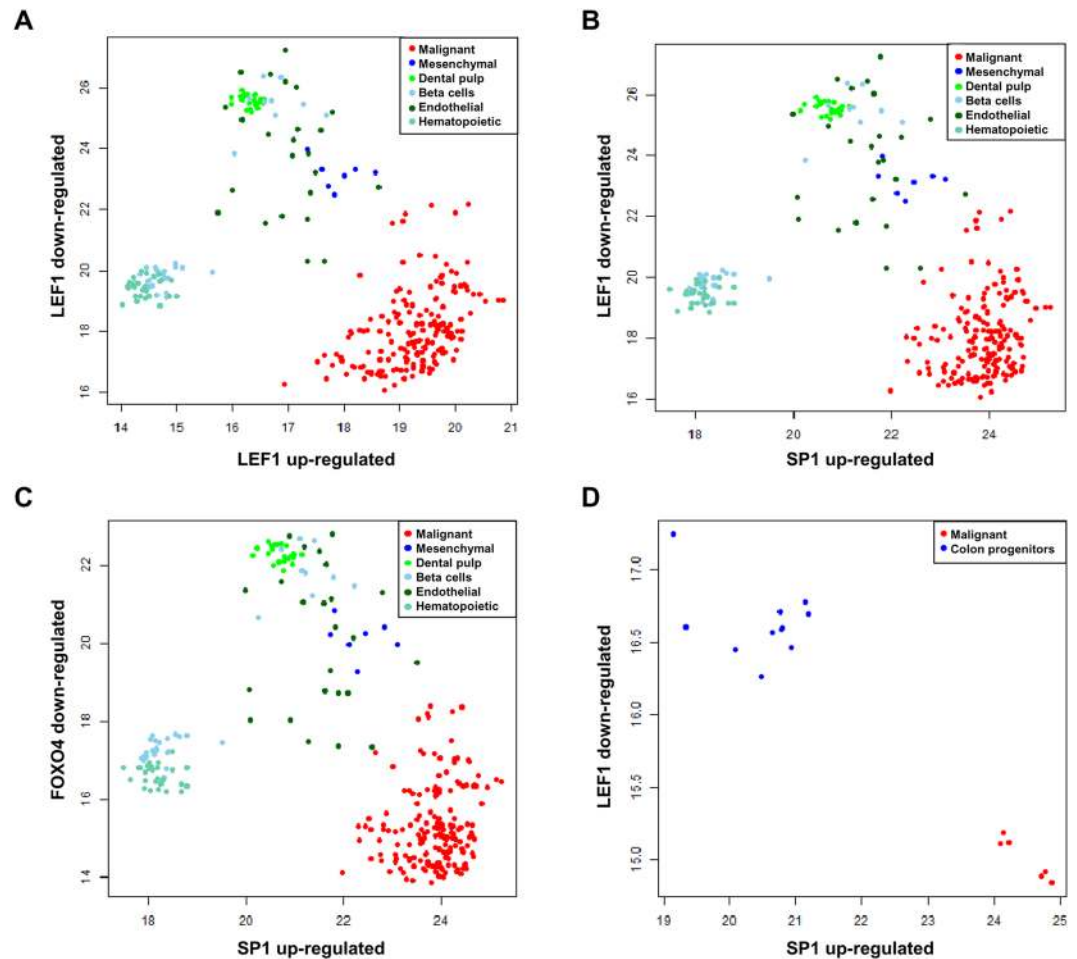 A
LEF1 down-regulated
26
24
22
20
18
16
Malignant
Mesenchymal
Dental pulp
Beta cells
Endothelial
Hematopoietic
14 15 16 17 18 19 20 21
LEF1 up-regulated
B
LEF1 down-regulated
26
24
22
20
18
16
Malignant
Mesenchymal
Dental pulp
Beta cells
Endothelial
Hematopoietic
18 20 22 24
SP1 up-regulated
C
FOXO4 down-regulated
22
20
18
16
14
Malignant
Mesenchymal
Dental pulp
Beta cells
Endothelial
Hematopoietic
18 20 22 24
SP1 up-regulated
D
LEF1 down-regulated
17.0
16.5
16.0
15.5
15.0
Malignant
Colon progenitors
19 20 21 22 23 24 25
SP1 up-regulated